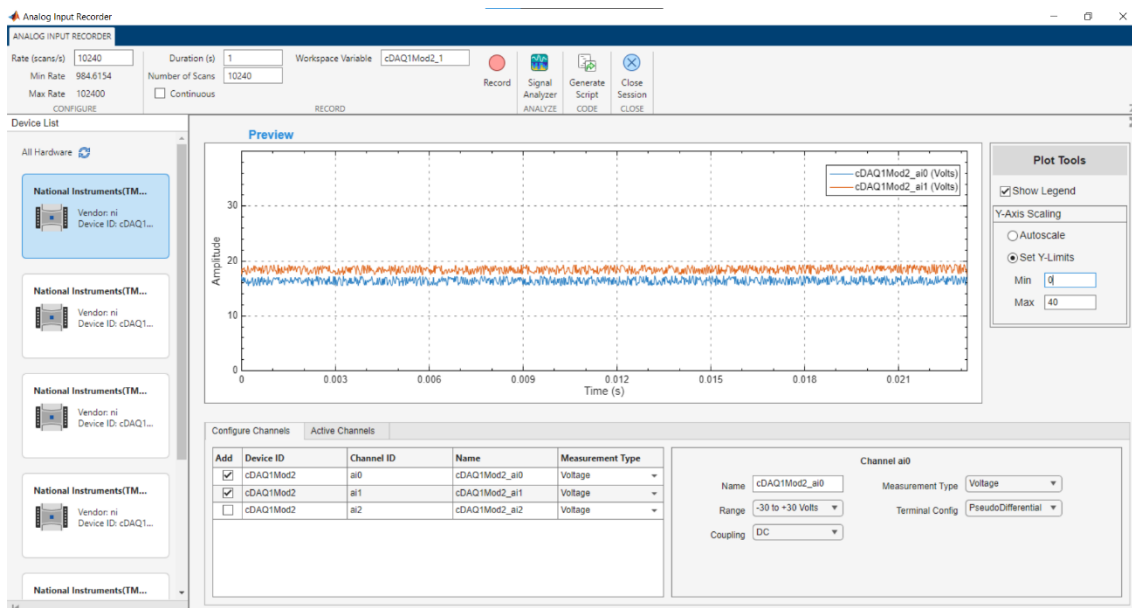 Analog Input Recorder
ANALOG INPUT RECORDER
Rate (scans/s) 10240
Min Rate 984.6154
Max Rate 102400
CONFIGURE
Duration (s) 1
Number of Scans 10240
Continuous
Workspace Variable cDAQ1Mod2_1
RECORD
Record
Signal Analyzer
ANALYZE
Generate Script
CODE
Close Session
CLOSE
Device List
All Hardware
National Instruments(TM...
Vendor: ni
Device ID: cDAQ1...
National Instruments(TM...
Vendor: ni
Device ID: cDAQ1...
National Instruments(TM...
Vendor: ni
Device ID: cDAQ1...
National Instruments(TM...
Vendor: ni
Device ID: cDAQ1...
National Instruments(TM...
Preview
cDAQ1Mod2_ai0 (Volts)
cDAQ1Mod2_ai1 (Volts)
Amplitude
30
20
10
0
0 0.003 0.006 0.009 0.012 0.015 0.018 0.021
Time (s)
Plot Tools
Show Legend
Y-Axis Scaling
Autoscale
Set Y-Limits
Min 0
Max 40
Configure Channels Active Channels
Add Device ID Channel ID Name Measurement Type
cDAQ1Mod2 ai0 cDAQ1Mod2_ai0 Voltage
cDAQ1Mod2 ai1 cDAQ1Mod2_ai1 Voltage
cDAQ1Mod2 ai2 cDAQ1Mod2_ai2 Voltage
Channel ai0
Name cDAQ1Mod2_ai0 Measurement Type Voltage
Range -30 to +30 Volts Terminal Config PseudoDifferential
Coupling DC